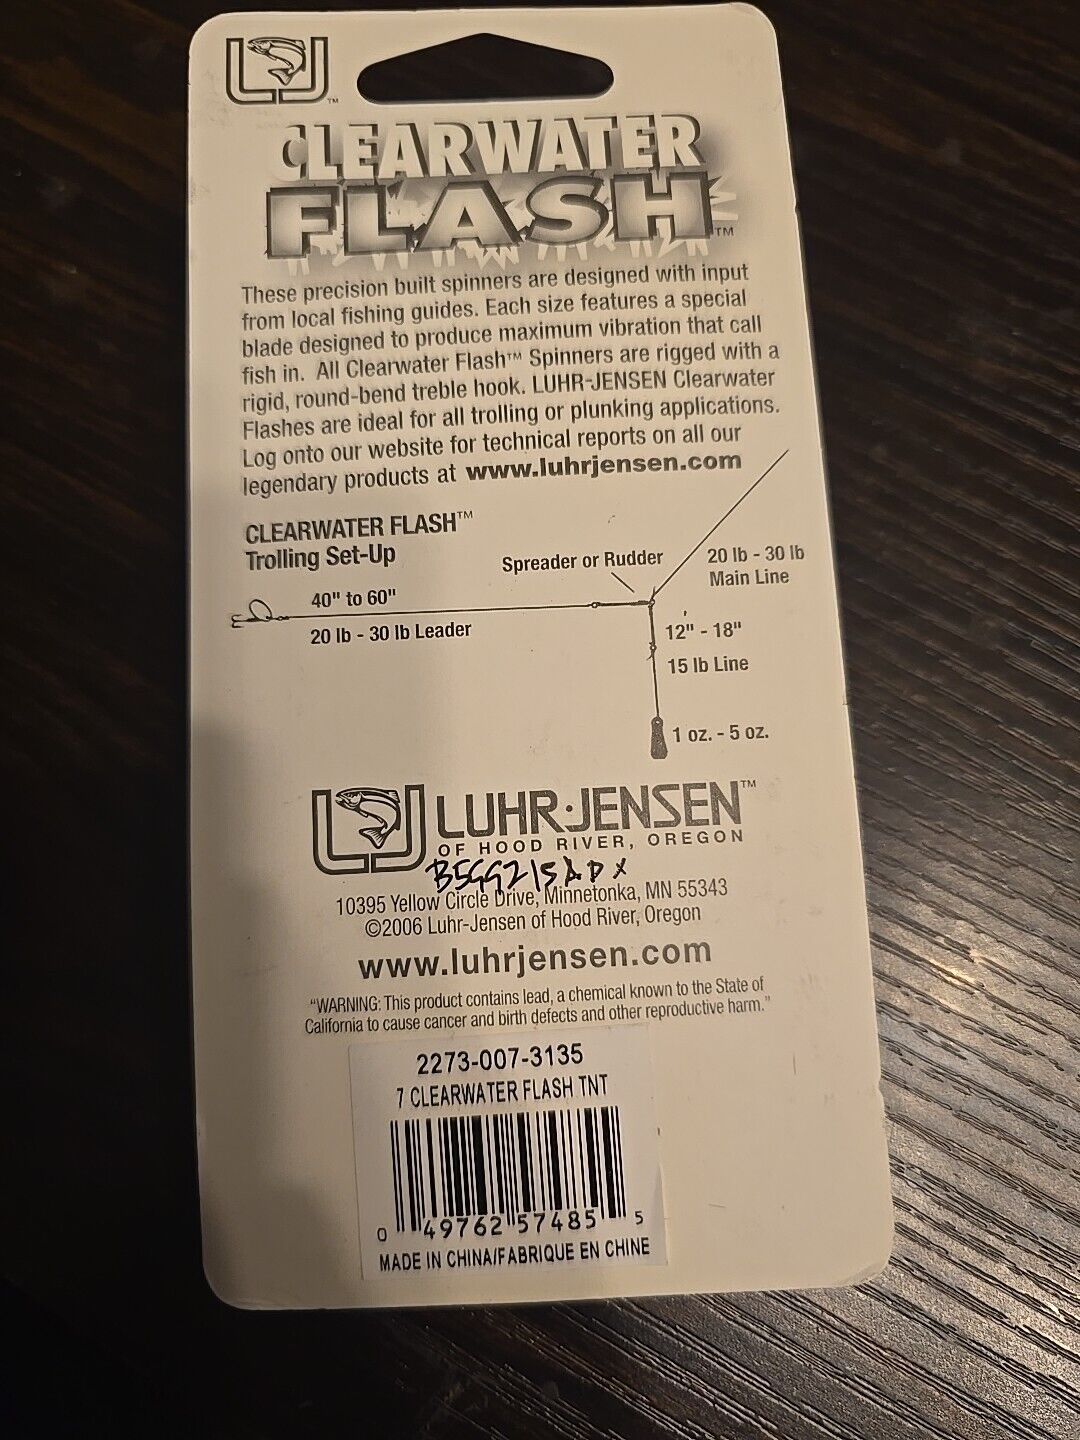 LJ™
CLEARWATER
FLASH™
These precision built spinners are designed with input
from local fishing guides. Each size features a special
blade designed to produce maximum vibration that call
fish in. All Clearwater Flash™ Spinners are rigged with a
rigid, round-bend treble hook. LUHR-JENSEN Clearwater
Flashes are ideal for all trolling or plunking applications.
Log onto our website for technical reports on all our
legendary products at www.luhrjensen.com
CLEARWATER FLASH™
Trolling Set-Up
Spreader or Rudder
20 lb - 30 lb
Main Line
40" to 60"
20 lb - 30 lb Leader
12" - 18"
15 lb Line
1 oz. - 5 oz.
LJ LUHR·JENSEN™
OF HOOD RIVER, OREGON
10395 Yellow Circle Drive, Minnetonka, MN 55343
©2006 Luhr-Jensen of Hood River, Oregon
www.luhrjensen.com
"WARNING: This product contains lead, a chemical known to the State of
California to cause cancer and birth defects and other reproductive harm."
2273-007-3135
7 CLEARWATER FLASH TNT
0 49762 57485 5
MADE IN CHINA/FABRIQUE EN CHINE